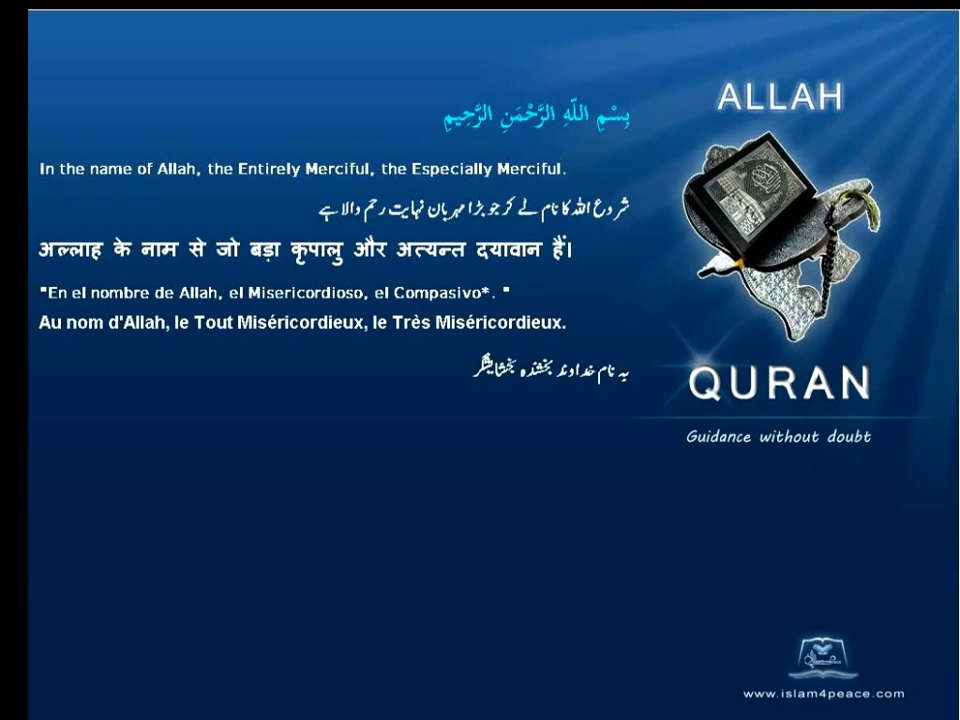 بِسْمِ اللَّهِ الرَّحْمَنِ الرَّحِيمِ
In the name of Allah, the Entirely Merciful, the Especially Merciful.
شروع الله کا نام لے کر جو بڑا مہربان نہایت رحم والا ہے
अल्लाह के नाम से जो बड़ा कृपालु और अत्यन्त दयावान हैं।
"En el nombre de Allah, el Misericordioso, el Compasivo*. "
Au nom d'Allah, le Tout Miséricordieux, le Très Miséricordieux.
به نام خداوند بخشنده بخشایشگر
ALLAH
QURAN
Guidance without doubt
www.islam4peace.com